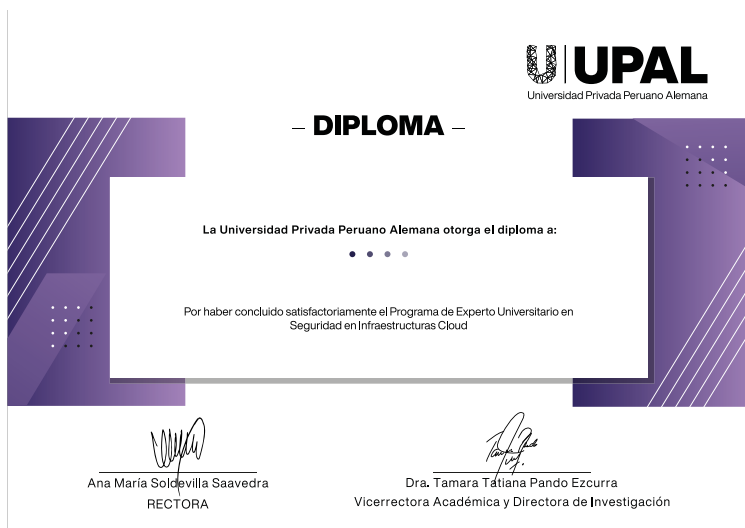 UPAL
Universidad Privada Peruano Alemana
– DIPLOMA –
La Universidad Privada Peruano Alemana otorga el diploma a:
Por haber concluido satisfactoriamente el Programa de Experto Universitario en
Seguridad en Infraestructuras Cloud
Ana María Soldevilla Saavedra
RECTORA
Dra. Tamara Tatiana Pando Ezcurra
Vicerrectora Académica y Directora de Investigación